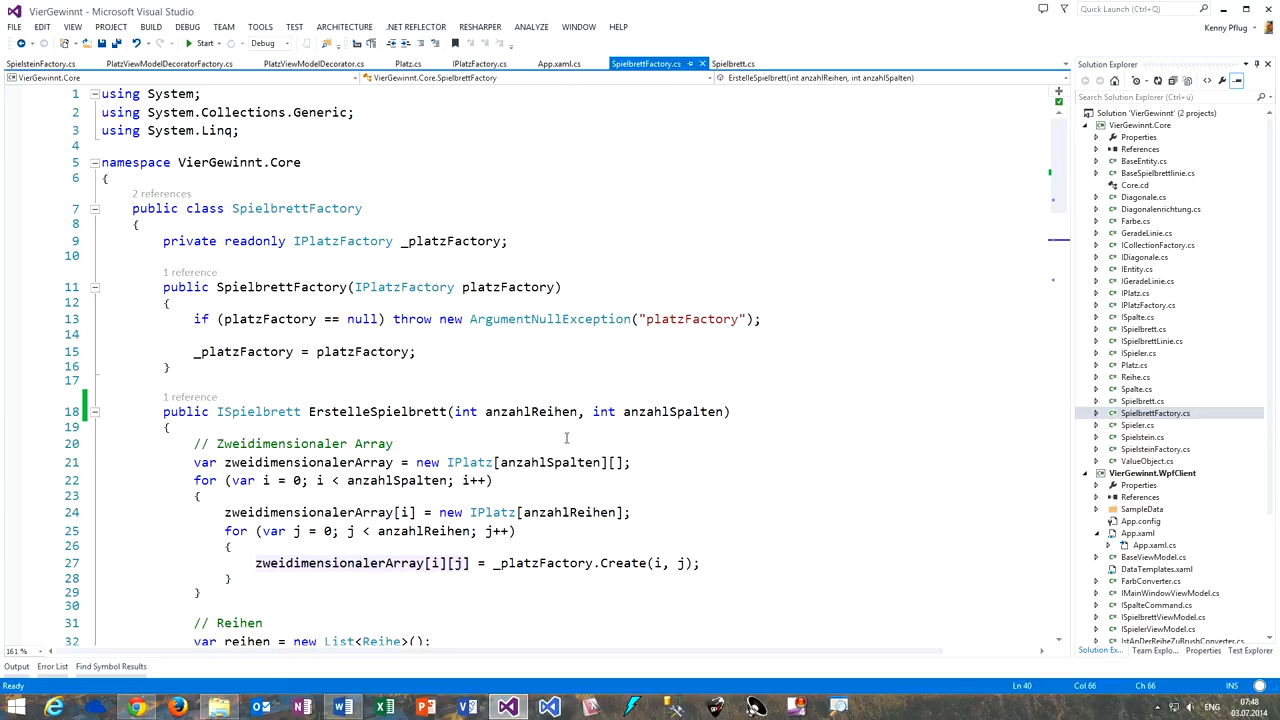 VierGewinnt - Microsoft Visual Studio
Quick Launch (Ctrl+Q)
FILE EDIT VIEW PROJECT BUILD DEBUG TEAM TOOLS TEST ARCHITECTURE .NET REFLECTOR RESHARPER ANALYZE WINDOW HELP
Kenny Pflug
Start Debug
SpielsteinFactory.cs PlatzViewModelDecoratorFactory.cs PlatzViewModelDecorator.cs Platz.cs IPlatzFactory.cs App.xaml.cs SpielbrettFactory.cs Spielbrett.cs
VierGewinnt.Core VierGewinnt.Core.SpielbrettFactory ErstelleSpielbrett(int anzahlReihen, int anzahlSpalten)
1 using System;
2 using System.Collections.Generic;
3 using System.Linq;
4
5 namespace VierGewinnt.Core
6 {
2 references
7 public class SpielbrettFactory
8 {
9 private readonly IPlatzFactory _platzFactory;
10
1 reference
11 public SpielbrettFactory(IPlatzFactory platzFactory)
12 {
13 if (platzFactory == null) throw new ArgumentNullException("platzFactory");
14
15 _platzFactory = platzFactory;
16 }
17
1 reference
18 public ISpielbrett ErstelleSpielbrett(int anzahlReihen, int anzahlSpalten)
19 {
20 // Zweidimensionaler Array
21 var zweidimensionalerArray = new IPlatz[anzahlSpalten][];
22 for (var i = 0; i < anzahlSpalten; i++)
23 {
24 zweidimensionalerArray[i] = new IPlatz[anzahlReihen];
25 for (var j = 0; j < anzahlReihen; j++)
26 {
27 zweidimensionalerArray[i][j] = _platzFactory.Create(i, j);
28 }
29 }
30
31 // Reihen
32 var reihen = new List<Reihe>();
161 %
Solution Explorer
Search Solution Explorer (Ctrl+ü)
Solution 'VierGewinnt' (2 projects)
VierGewinnt.Core
Properties
References
BaseEntity.cs
BaseSpielbrettlinie.cs
Core.cd
Diagonale.cs
Diagonalenrichtung.cs
Farbe.cs
GeradeLinie.cs
ICollectionFactory.cs
IDiagonale.cs
IEntity.cs
IGeradeLinie.cs
IPlatz.cs
IPlatzFactory.cs
ISpalte.cs
ISpielbrett.cs
ISpielbrettLinie.cs
ISpieler.cs
Platz.cs
Reihe.cs
Spalte.cs
Spielbrett.cs
SpielbrettFactory.cs
Spieler.cs
Spielstein.cs
SpielsteinFactory.cs
ValueObject.cs
VierGewinnt.WpfClient
Properties
References
SampleData
App.config
App.xaml
App.xaml.cs
BaseViewModel.cs
DataTemplates.xaml
FarbConverter.cs
IMainWindowViewModel.cs
ISpalteCommand.cs
ISpielbrettViewModel.cs
ISpielerViewModel.cs
IstAnDerReiheZuBrushConverter.cs
Solution Ex... Team Explo... Properties Test Explorer
Output Error List Find Symbol Results
Ready Ln 40 Col 66 Ch 66 INS
07:48
03.07.2014